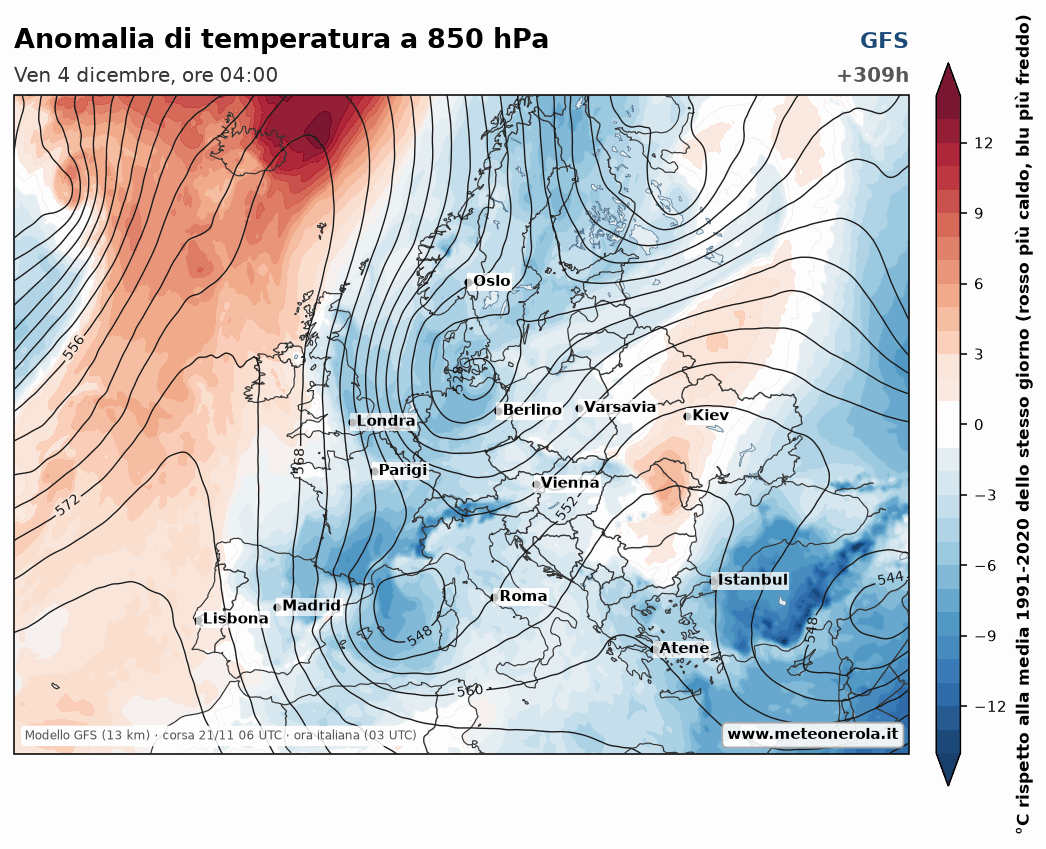 Anomalia di temperatura a 850 hPa
GFS
Ven 4 dicembre, ore 04:00
+309h
Oslo
556
528
Berlino
Varsavia
Kiev
Londra
568
Parigi
Vienna
572
552
Istanbul
544
Madrid
Roma
Lisbona
548
548
Atene
560
Modello GFS (13 km) · corsa 21/11 06 UTC · ora italiana (03 UTC)
www.meteonerola.it
12
9
6
3
0
−3
−6
−9
−12
°C rispetto alla media 1991-2020 dello stesso giorno (rosso più caldo, blu più freddo)